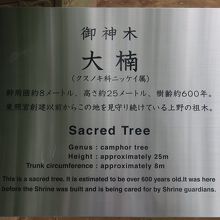 御神木
大楠
(クスノキ科ニッケイ属)
幹周囲約8メートル、高さ約25メートル、樹齢約600年。
東照宮創建以前からこの地を見守り続けている上野の祖木。
Sacred Tree
Genus : camphor tree
Height : approximately 25m
Trunk circumference : approximately 8m
This is a sacred tree. It is estimated to be over 600 years old.It was here
before the Shrine was built and is being cared for by Shrine guardians.